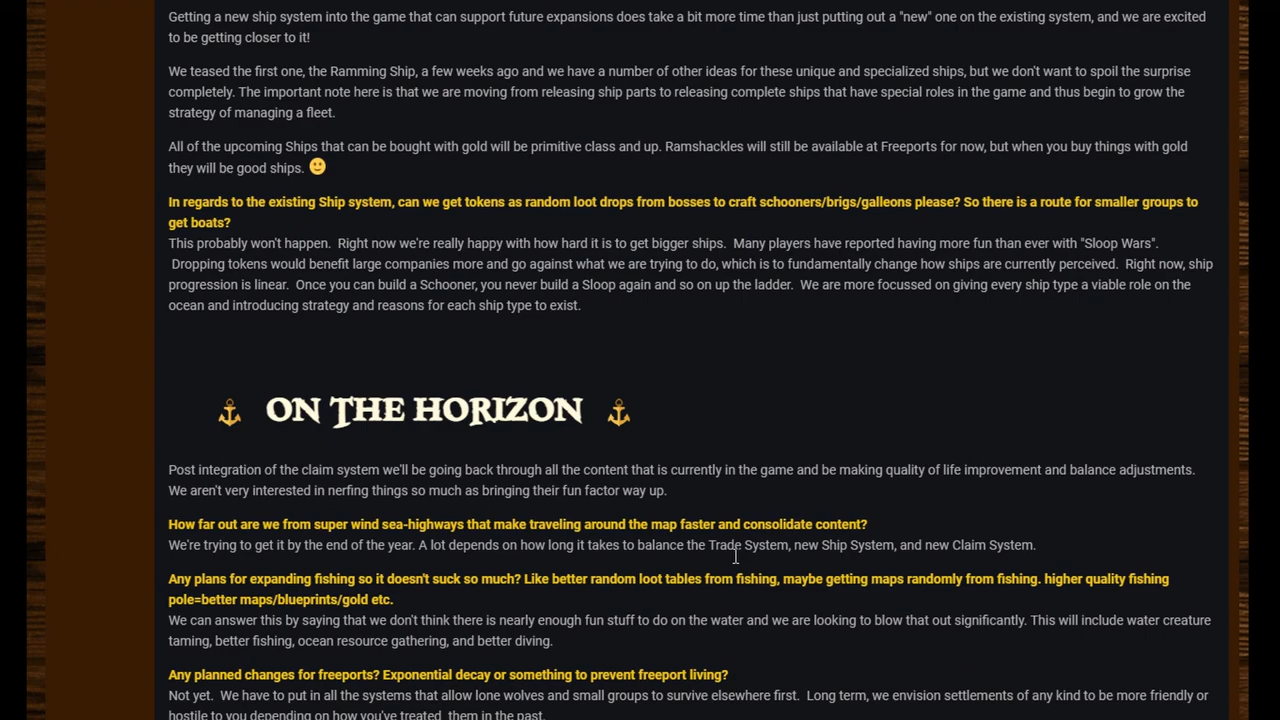 Getting a new ship system into the game that can support future expansions does take a bit more time than just putting out a "new" one on the existing system, and we are excited
to be getting closer to it!
We teased the first one, the Ramming Ship, a few weeks ago and we have a number of other ideas for these unique and specialized ships, but we don't want to spoil the surprise
completely. The important note here is that we are moving from releasing ship parts to releasing complete ships that have special roles in the game and thus begin to grow the
strategy of managing a fleet.
All of the upcoming Ships that can be bought with gold will be primitive class and up. Ramshackles will still be available at Freeports for now, but when you buy things with gold
they will be good ships. 🙂
In regards to the existing Ship system, can we get tokens as random loot drops from bosses to craft schooners/brigs/galleons please? So there is a route for smaller groups to
get boats?
This probably won't happen.  Right now we're really happy with how hard it is to get bigger ships.  Many players have reported having more fun than ever with "Sloop Wars".
Dropping tokens would benefit large companies more and go against what we are trying to do, which is to fundamentally change how ships are currently perceived.  Right now, ship
progression is linear.  Once you can build a Schooner, you never build a Sloop again and so on up the ladder.  We are more focussed on giving every ship type a viable role on the
ocean and introducing strategy and reasons for each ship type to exist.
ON THE HORIZON
Post integration of the claim system we'll be going back through all the content that is currently in the game and be making quality of life improvement and balance adjustments.
We aren't very interested in nerfing things so much as bringing their fun factor way up.
How far out are we from super wind sea-highways that make traveling around the map faster and consolidate content?
We're trying to get it by the end of the year. A lot depends on how long it takes to balance the Trade System, new Ship System, and new Claim System.
Any plans for expanding fishing so it doesn't suck so much? Like better random loot tables from fishing, maybe getting maps randomly from fishing. higher quality fishing
pole=better maps/blueprints/gold etc.
We can answer this by saying that we don't think there is nearly enough fun stuff to do on the water and we are looking to blow that out significantly. This will include water creature
taming, better fishing, ocean resource gathering, and better diving.
Any planned changes for freeports? Exponential decay or something to prevent freeport living?
Not yet.  We have to put in all the systems that allow lone wolves and small groups to survive elsewhere first.  Long term, we envision settlements of any kind to be more friendly or
hostile to you depending on how you've treated  them in the past.